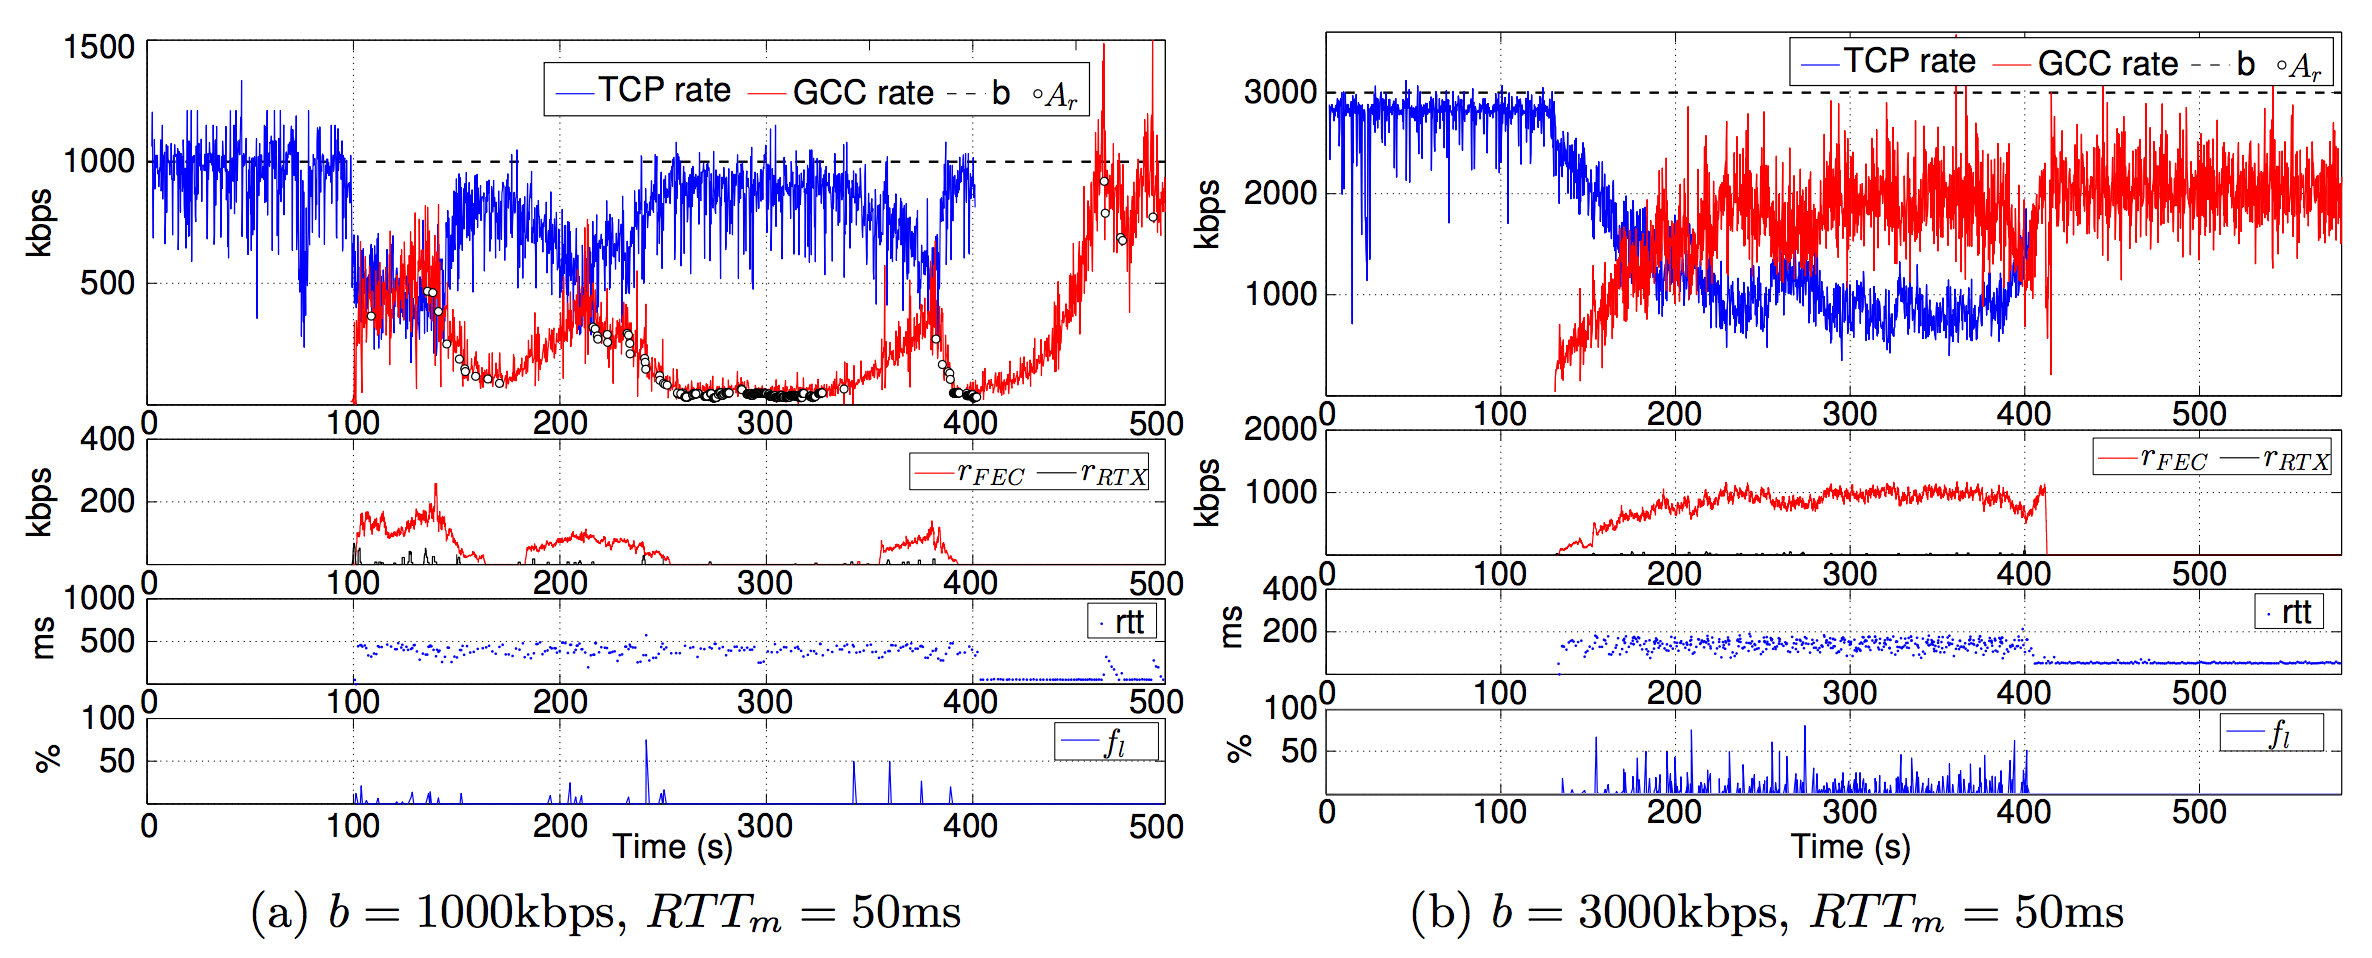 1500
1000
500
kbps
TCP rate GCC rate b A_r
0 100 200 300 400 500
400
200
kbps
r_FEC r_RTX
0 100 200 300 400 500
1000
500
ms
rtt
0 100 200 300 400 500
100
50
%
f_l
0 100 200 300 400 500
Time (s)
(a) b = 1000kbps, RTT_m = 50ms
3000
2000
1000
kbps
TCP rate GCC rate b A_r
0 100 200 300 400 500
2000
1000
kbps
r_FEC r_RTX
0 100 200 300 400 500
400
200
ms
rtt
0 100 200 300 400 500
100
50
%
f_l
0 100 200 300 400 500
Time (s)
(b) b = 3000kbps, RTT_m = 50ms